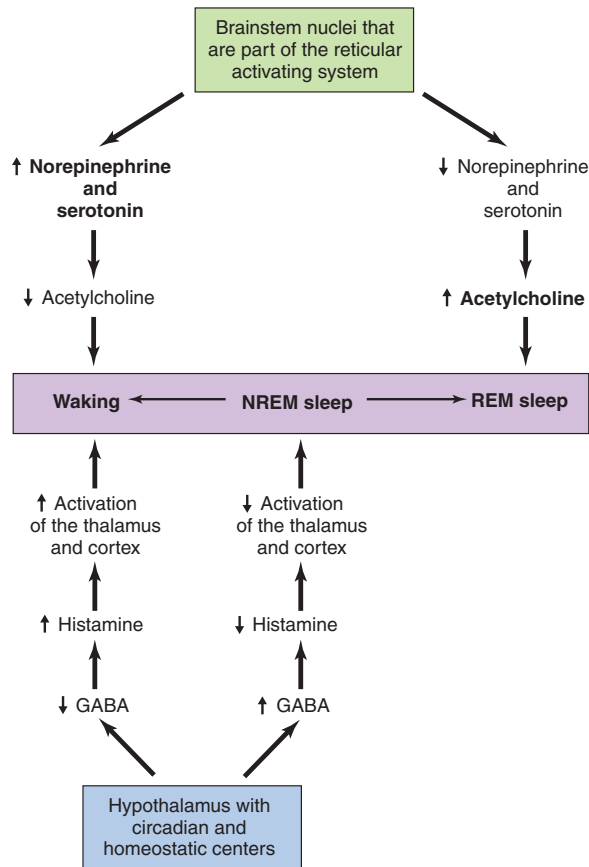 Brainstem nuclei that
are part of the reticular
activating system
↑ Norepinephrine
and
serotonin
↓ Norepinephrine
and
serotonin
↓ Acetylcholine
↑ Acetylcholine
Waking
NREM sleep
REM sleep
↑ Activation
of the thalamus
and cortex
↓ Activation
of the thalamus
and cortex
↑ Histamine
↓ Histamine
↓ GABA
↑ GABA
Hypothalamus with
circadian and
homeostatic centers